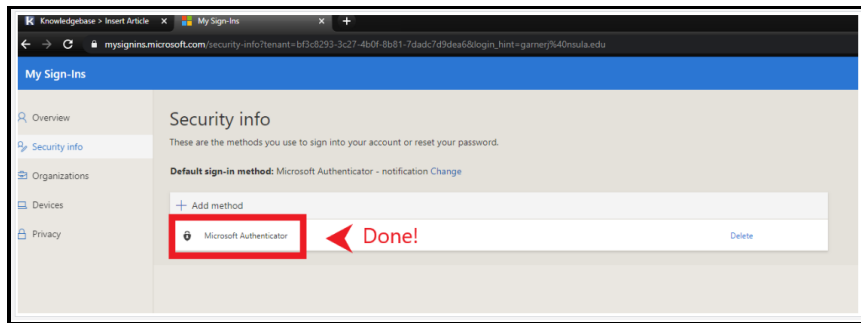 Knowledgebase > Insert Article
My Sign-Ins
mysignins.microsoft.com/security-info?tenant=bf3c8293-3c27-4b0f-8b81-7dadc7d9dea6&login_hint=garnerj%40nsula.edu
My Sign-Ins
Overview
Security info
Organizations
Devices
Privacy
Security info
These are the methods you use to sign into your account or reset your password.
Default sign-in method: Microsoft Authenticator - notification Change
Add method
Microsoft Authenticator
Done!
Delete